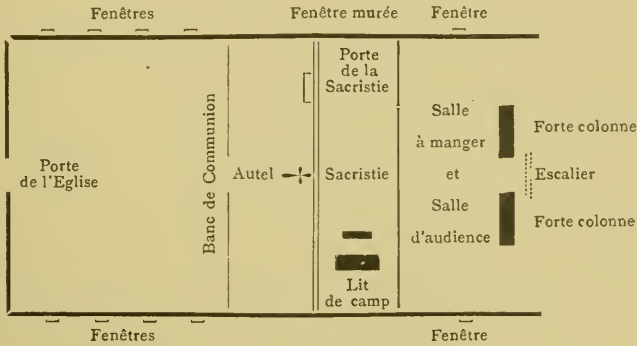 Fenêtres
Fenêtre murée
Fenêtre
Porte
de l'Eglise
Banc de Communion
Autel
Porte
de la
Sacristie
Sacristie
Lit
de camp
Salle
à manger
et
Salle
d'audience
Forte colonne
Escalier
Forte colonne
Fenêtres
Fenêtre